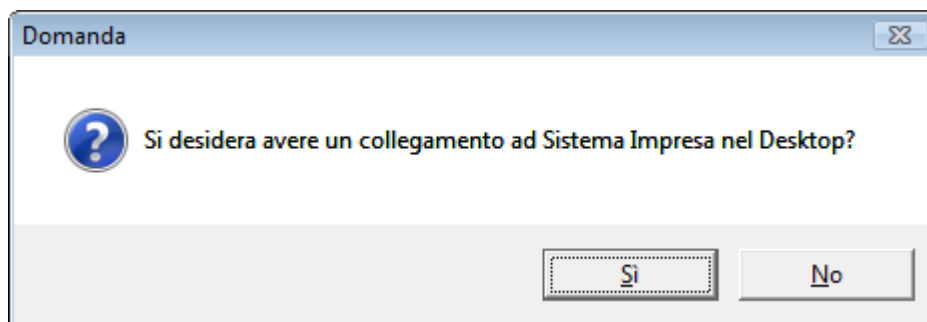 Domanda
Si desidera avere un collegamento ad Sistema Impresa nel Desktop?
Sì
No